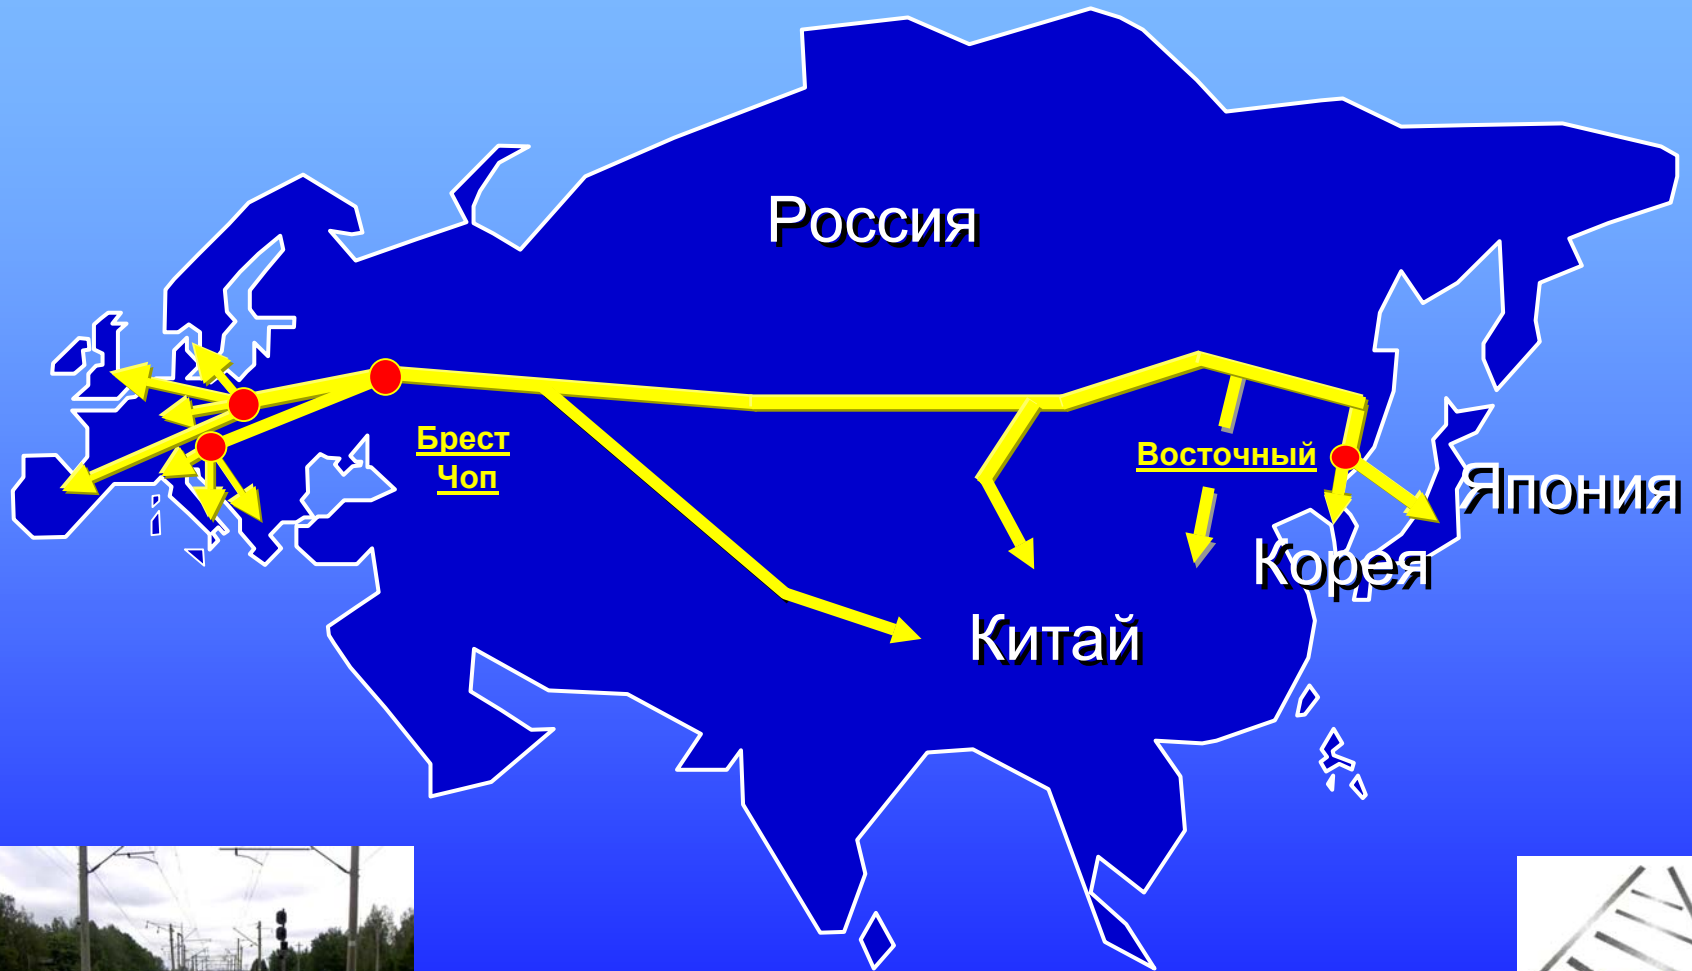 Россия
Брест
Чоп
Восточный
Япония
Корея
Китай